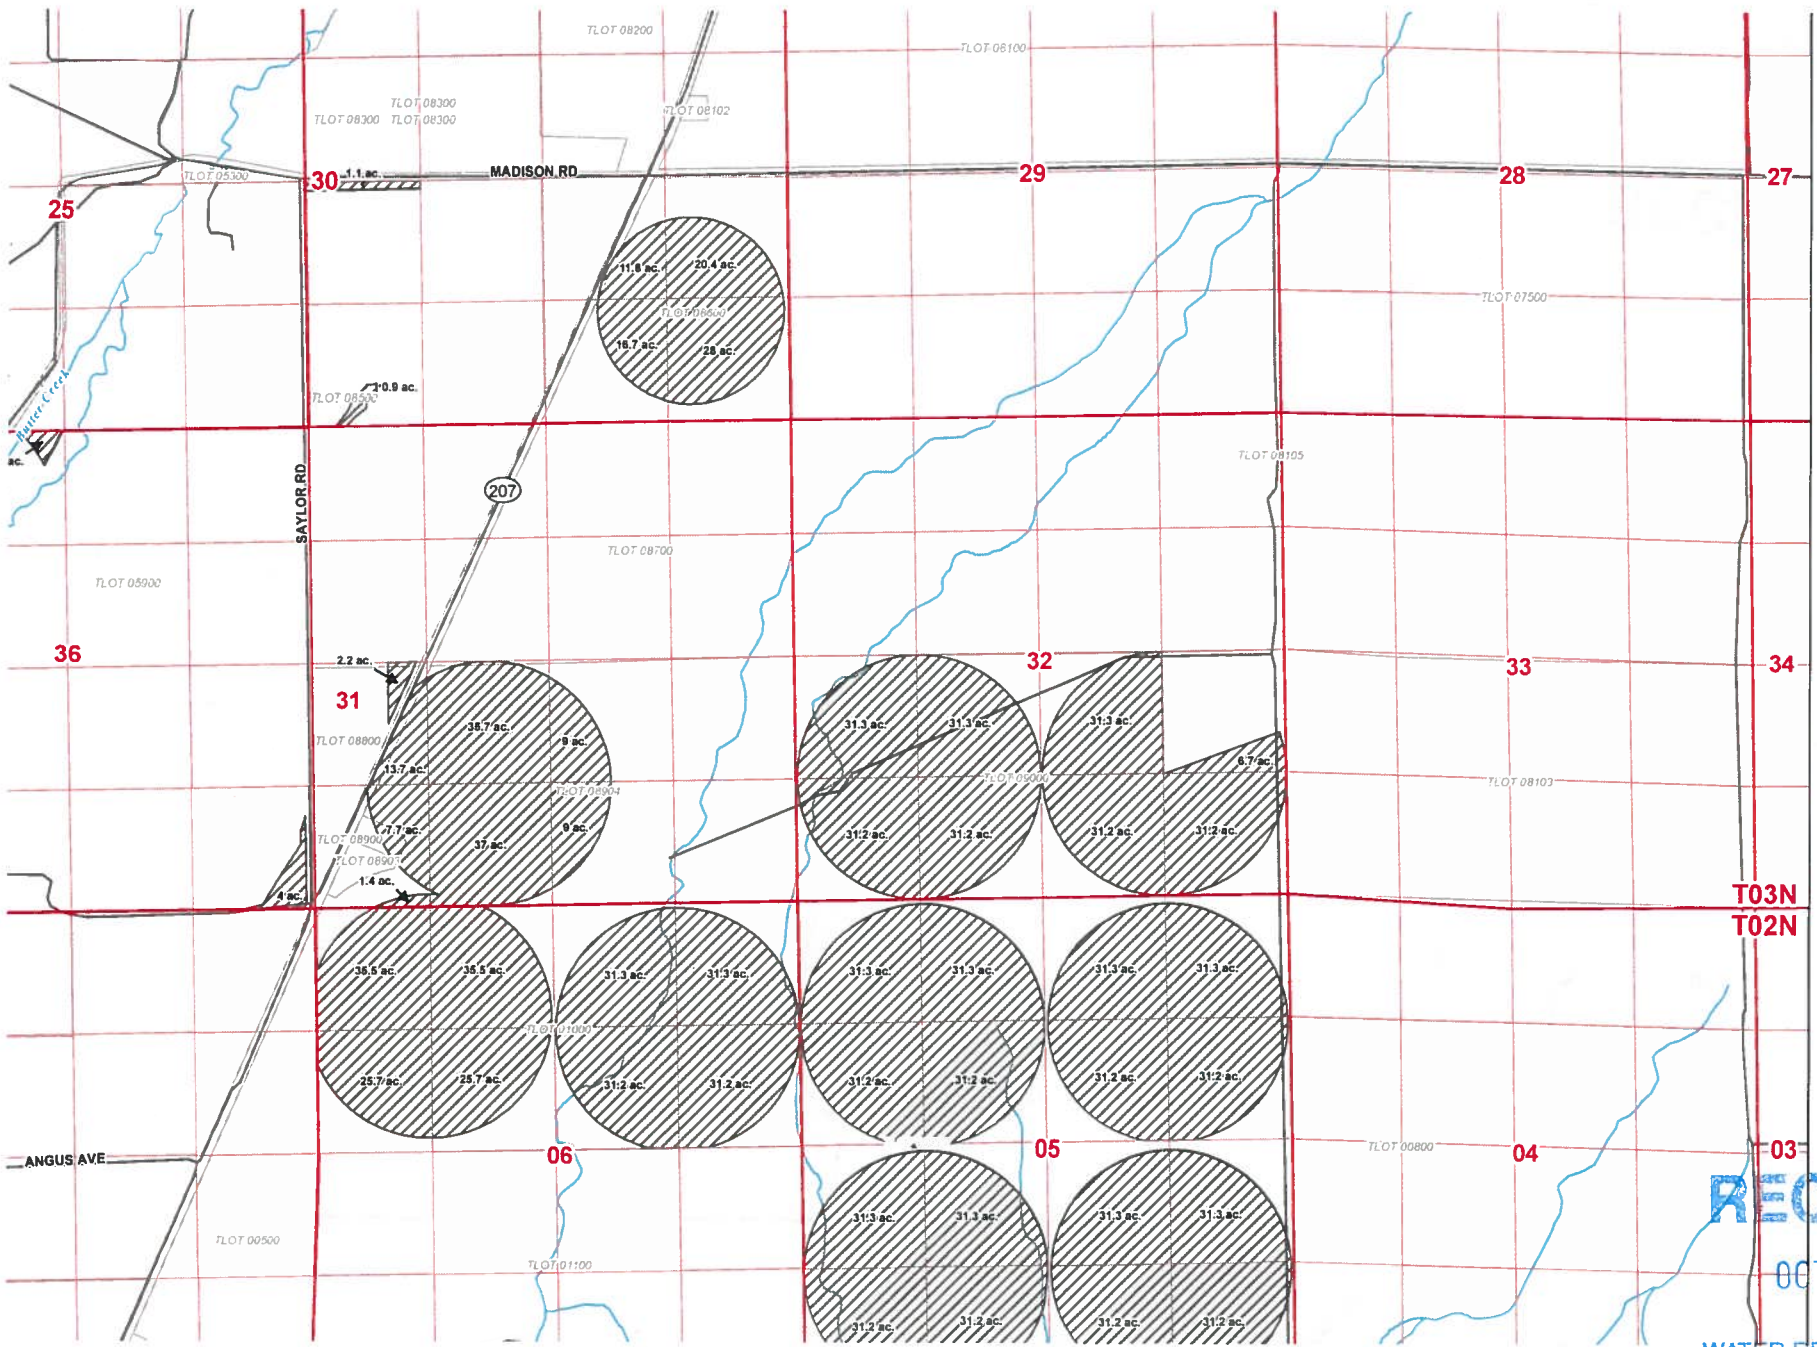 TLOT 08200
TLOT 08100
TLOT 08300
TLOT 08300 TLOT 08300
TLOT 08102
TLOT 05300
30
1.1 ac.
MADISON RD
29
28
27
25
11.8 ac.
20.4 ac.
TLOT 08600
16.7 ac.
28 ac.
TLOT 07500
Butter Creek
0.9 ac.
TLOT 08500
ac.
SAYLOR RD
207
TLOT 08105
TLOT 08700
TLOT 05900
36
2.2 ac.
31
32
33
34
35.7 ac.
9 ac.
31.3 ac.
31.3 ac.
31.3 ac.
TLOT 08800
13.7 ac.
TLOT 08904
TLOT 09000
6.7 ac.
TLOT 08103
7.7 ac.
37 ac.
9 ac.
31.2 ac.
31.2 ac.
31.2 ac.
31.2 ac.
TLOT 08900
TLOT 08903
1.4 ac.
4 ac.
T03N
T02N
35.5 ac.
35.5 ac.
31.3 ac.
31.3 ac.
31.3 ac.
31.3 ac.
31.3 ac.
31.3 ac.
TLOT 01000
25.7 ac.
25.7 ac.
31.2 ac.
31.2 ac.
31.2 ac.
31.2 ac.
31.2 ac.
31.2 ac.
ANGUS AVE
06
05
TLOT 00800
04
03
REC
TLOT 00500
TLOT 01100
31.3 ac.
31.3 ac.
31.3 ac.
31.3 ac.
OC
31.2 ac.
31.2 ac.
31.2 ac.
31.2 ac.